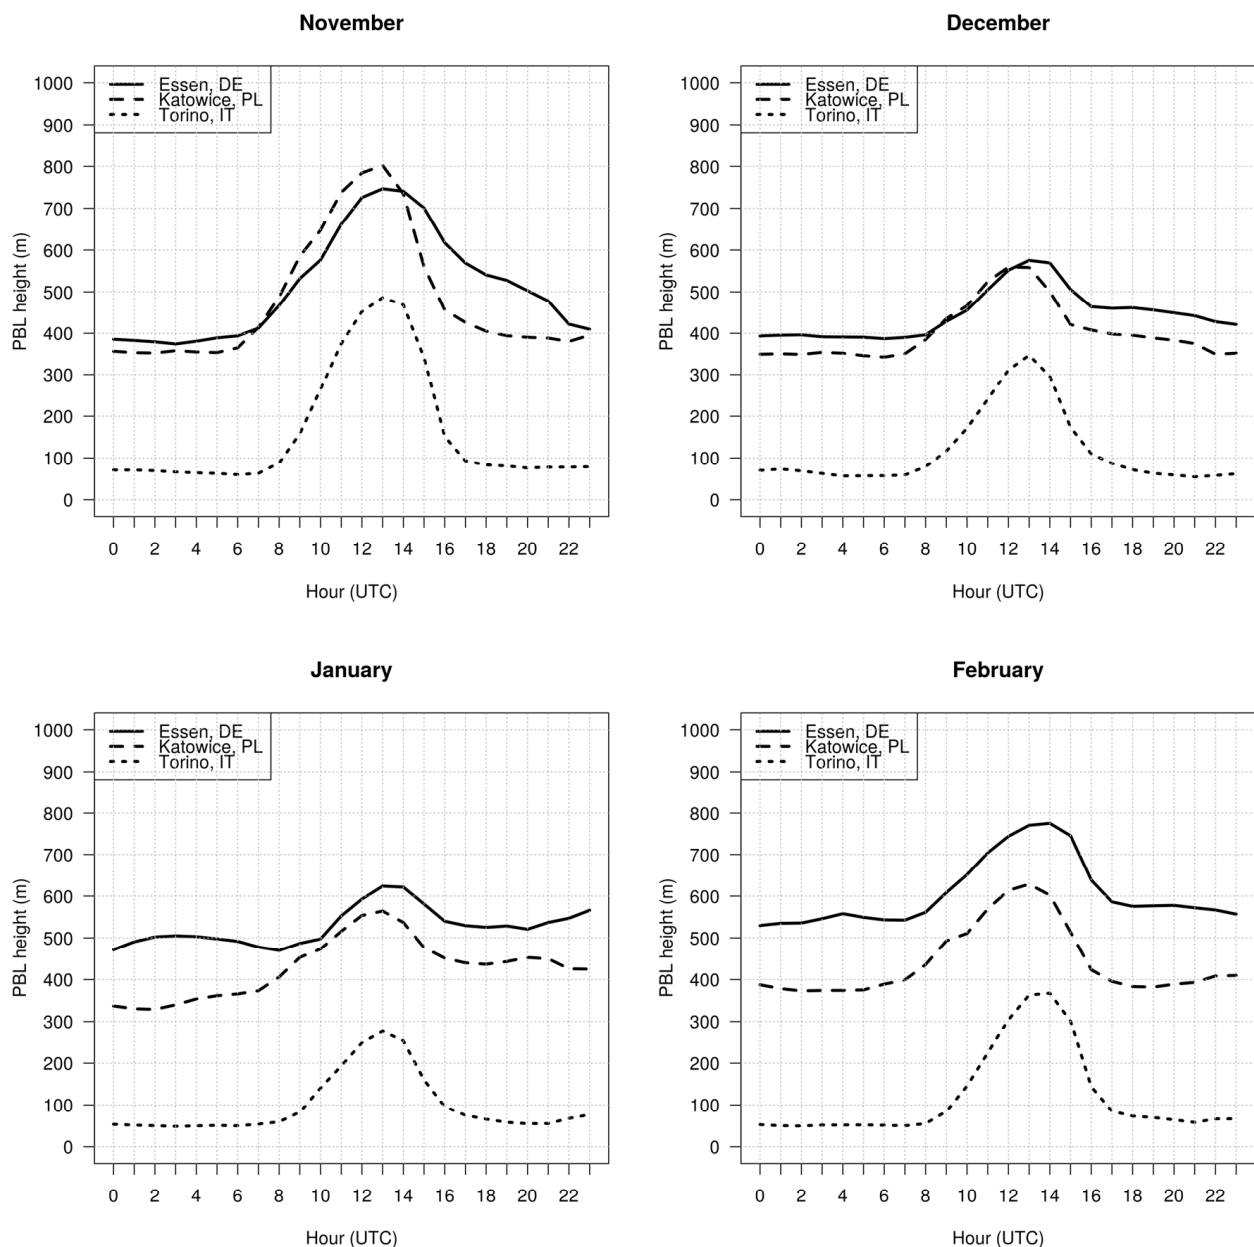 November
Essen, DE
Katowice, PL
Torino, IT
1000
900
800
700
600
500
400
300
200
100
0
PBL height (m)
0 2 4 6 8 10 12 14 16 18 20 22
Hour (UTC)
December
Essen, DE
Katowice, PL
Torino, IT
1000
900
800
700
600
500
400
300
200
100
0
PBL height (m)
0 2 4 6 8 10 12 14 16 18 20 22
Hour (UTC)
January
Essen, DE
Katowice, PL
Torino, IT
1000
900
800
700
600
500
400
300
200
100
0
PBL height (m)
0 2 4 6 8 10 12 14 16 18 20 22
Hour (UTC)
February
Essen, DE
Katowice, PL
Torino, IT
1000
900
800
700
600
500
400
300
200
100
0
PBL height (m)
0 2 4 6 8 10 12 14 16 18 20 22
Hour (UTC)